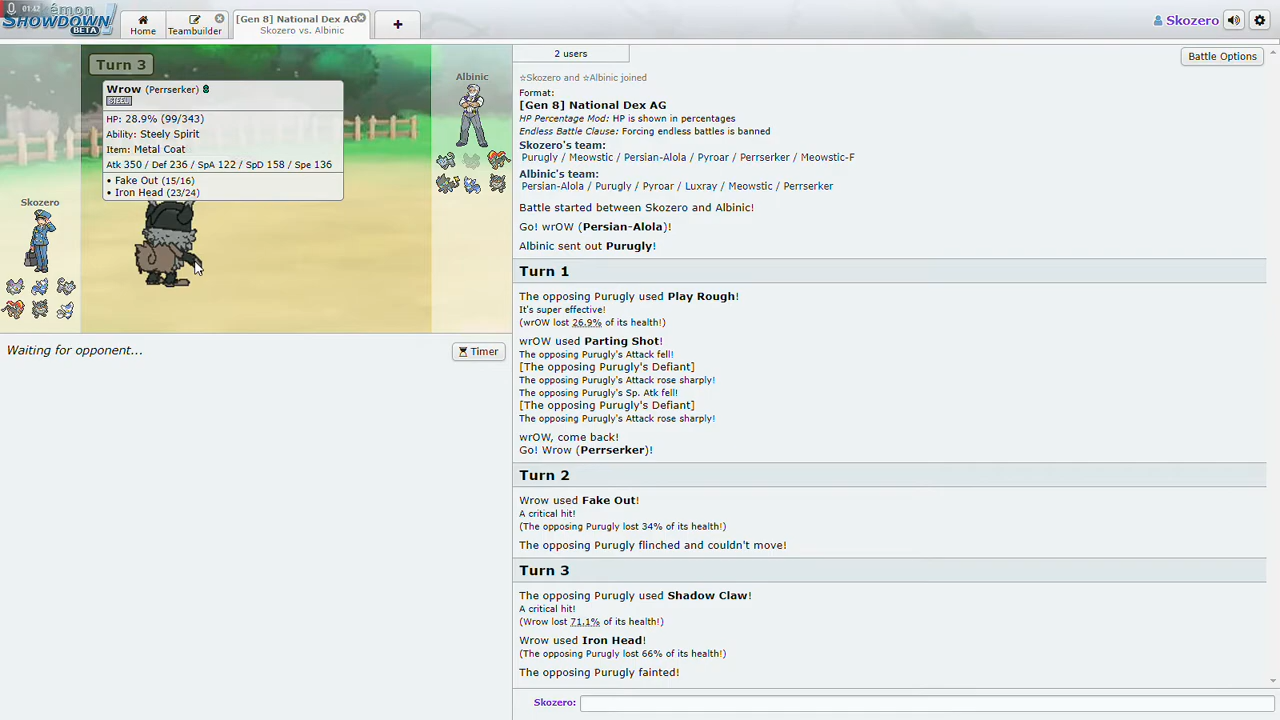 1:42
émon
SHOWDOWN!
BETA
Home
Teambuilder
[Gen 8] National Dex AG
Skozero vs. Albinic
+
Skozero
Turn 3
Wrow (Perrserker)
STEEL
HP: 28.9% (99/343)
Ability: Steely Spirit
Item: Metal Coat
Atk 350 / Def 236 / SpA 122 / SpD 158 / Spe 136
• Fake Out (15/16)
• Iron Head (23/24)
Skozero
Albinic
Waiting for opponent...
Timer
2 users
Battle Options
☆Skozero and ☆Albinic joined
Format:
[Gen 8] National Dex AG
HP Percentage Mod: HP is shown in percentages
Endless Battle Clause: Forcing endless battles is banned
Skozero's team:
Purugly / Meowstic / Persian-Alola / Pyroar / Perrserker / Meowstic-F
Albinic's team:
Persian-Alola / Purugly / Pyroar / Luxray / Meowstic / Perrserker
Battle started between Skozero and Albinic!
Go! wrOW (Persian-Alola)!
Albinic sent out Purugly!
Turn 1
The opposing Purugly used Play Rough!
It's super effective!
(wrOW lost 26.9% of its health!)
wrOW used Parting Shot!
The opposing Purugly's Attack fell!
[The opposing Purugly's Defiant]
The opposing Purugly's Attack rose sharply!
The opposing Purugly's Sp. Atk fell!
[The opposing Purugly's Defiant]
The opposing Purugly's Attack rose sharply!
wrOW, come back!
Go! Wrow (Perrserker)!
Turn 2
Wrow used Fake Out!
A critical hit!
(The opposing Purugly lost 34% of its health!)
The opposing Purugly flinched and couldn't move!
Turn 3
The opposing Purugly used Shadow Claw!
A critical hit!
(Wrow lost 71.1% of its health!)
Wrow used Iron Head!
(The opposing Purugly lost 66% of its health!)
The opposing Purugly fainted!
Skozero: